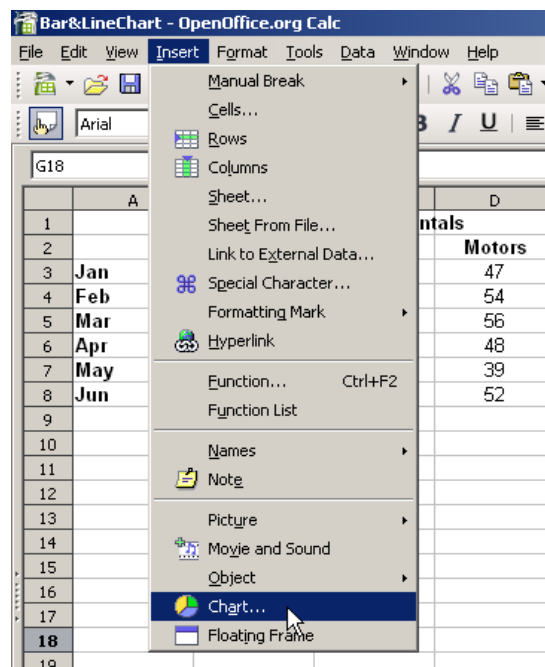 Bar&LineChart - OpenOffice.org Calc
File Edit View Insert Format Tools Data Window Help
Arial I U
G18
A D
Manual Break
Cells...
Rows
Columns
Sheet...
Sheet From File...
Link to External Data...
Special Character...
Formatting Mark
Hyperlink
Function... Ctrl+F2
Function List
Names
Note
Picture
Movie and Sound
Object
Chart...
Floating Frame
1 ntals
2 Motors
3 Jan 47
4 Feb 54
5 Mar 56
6 Apr 48
7 May 39
8 Jun 52
9
10
11
12
13
14
15
16
17
18
19